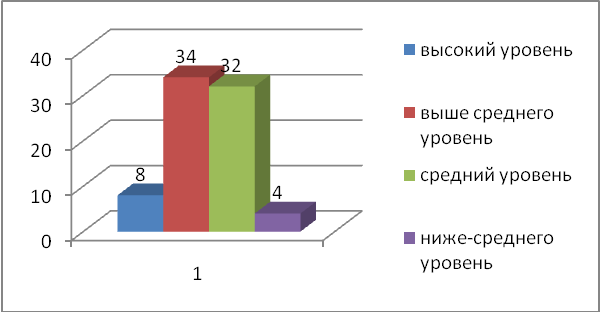 40
30
20
10
0
8
34
32
4
1
высокий уровень
выше среднего
уровень
средний уровень
ниже-среднего
уровень